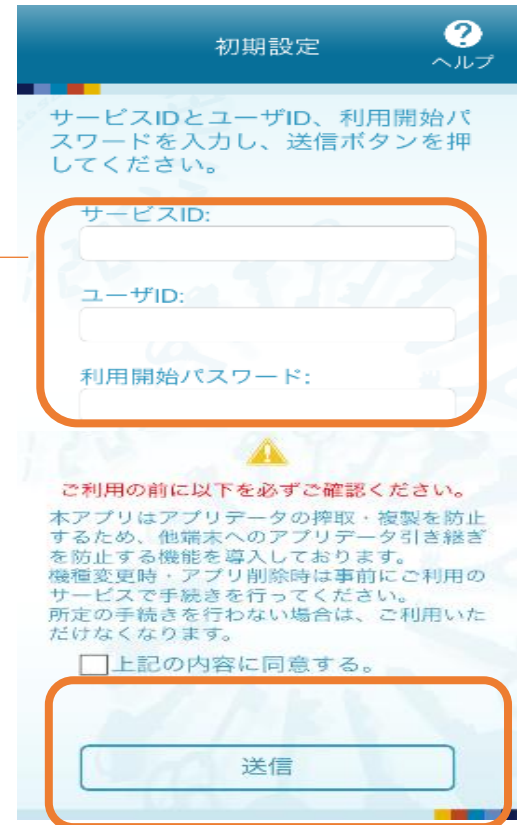 初期設定
?
ヘルプ
サービスIDとユーザID、利用開始パ
スワードを入力し、送信ボタンを押
してください。
サービスID:
ユーザID:
利用開始パスワード:
ご利用の前に以下を必ずご確認ください。
本アプリはアプリデータの搾取・複製を防止
するため、他端末へのアプリデータ引き継ぎ
を防止する機能を導入しております。
機種変更時・アプリ削除時は事前にご利用の
サービスで手続きを行ってください。
所定の手続きを行わない場合は、ご利用いた
だけなくなります。
上記の内容に同意する。
送信